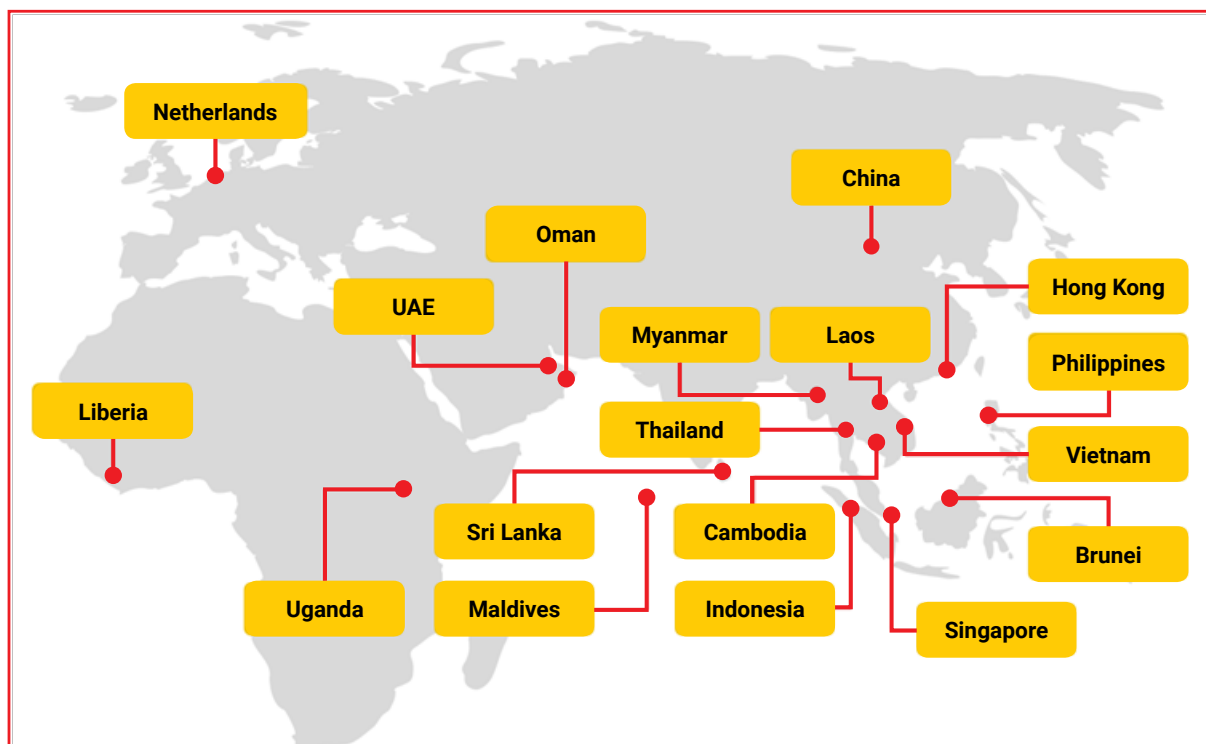 Netherlands
China
Oman
Hong Kong
UAE
Myanmar
Laos
Philippines
Liberia
Thailand
Vietnam
Sri Lanka
Cambodia
Brunei
Uganda
Maldives
Indonesia
Singapore